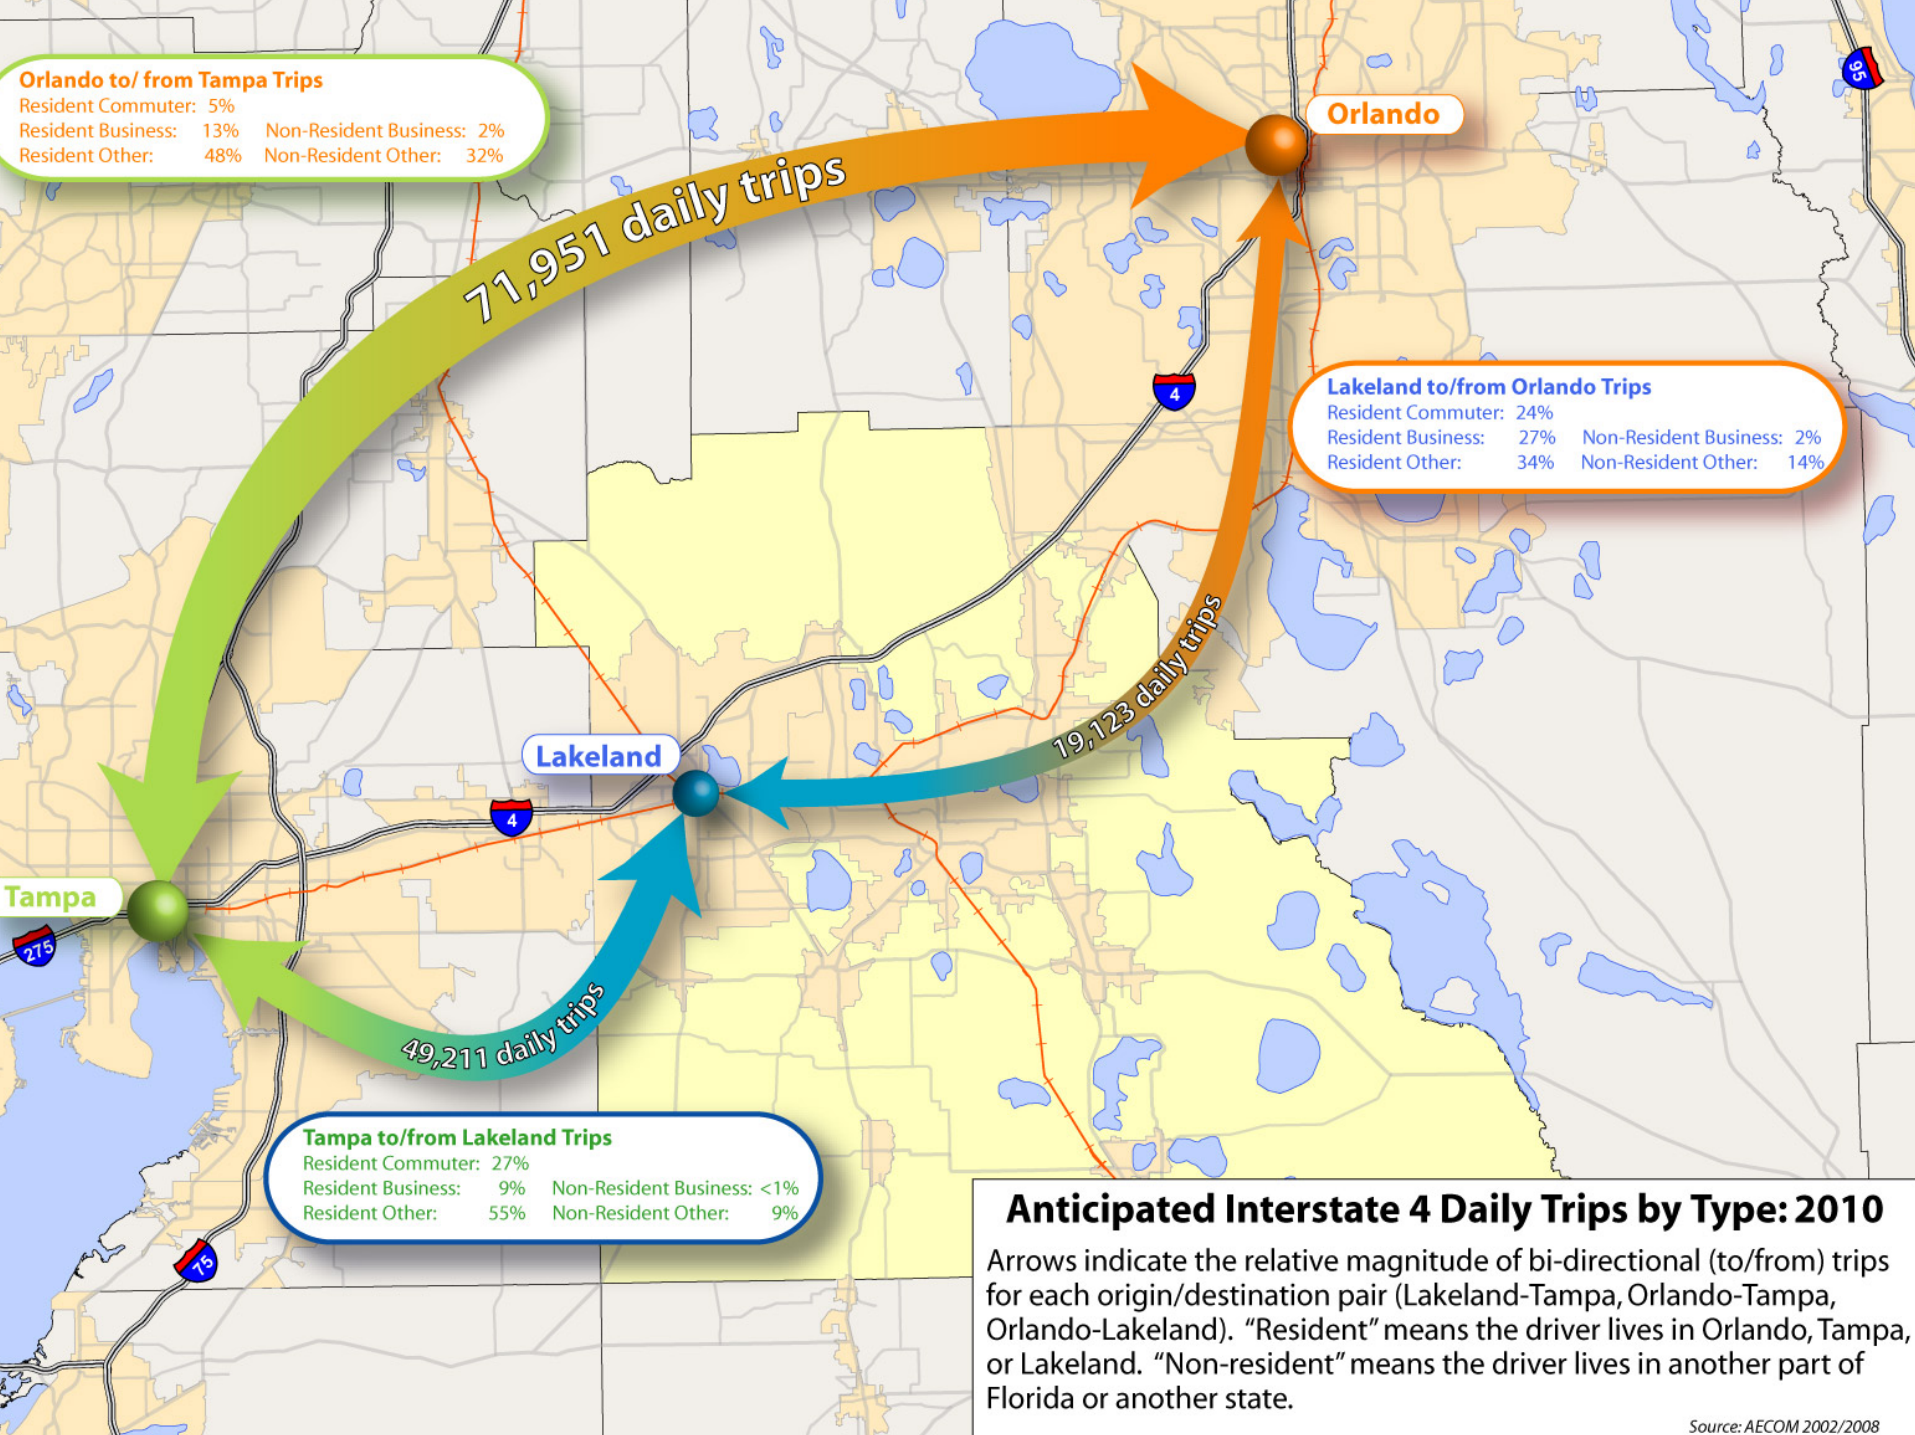 95
Orlando to/ from Tampa Trips
Resident Commuter: 5%
Resident Business: 13% Non-Resident Business: 2%
Resident Other: 48% Non-Resident Other: 32%
Orlando
71,951 daily trips
4
Lakeland to/from Orlando Trips
Resident Commuter: 24%
Resident Business: 27% Non-Resident Business: 2%
Resident Other: 34% Non-Resident Other: 14%
19,123 daily trips
Lakeland
4
Tampa
275
49,211 daily trips
Tampa to/from Lakeland Trips
Resident Commuter: 27%
Resident Business: 9% Non-Resident Business: <1%
Resident Other: 55% Non-Resident Other: 9%
75
Anticipated Interstate 4 Daily Trips by Type: 2010
Arrows indicate the relative magnitude of bi-directional (to/from) trips
for each origin/destination pair (Lakeland-Tampa, Orlando-Tampa,
Orlando-Lakeland). “Resident” means the driver lives in Orlando, Tampa,
or Lakeland. “Non-resident” means the driver lives in another part of
Florida or another state.
Source: AECOM 2002/2008